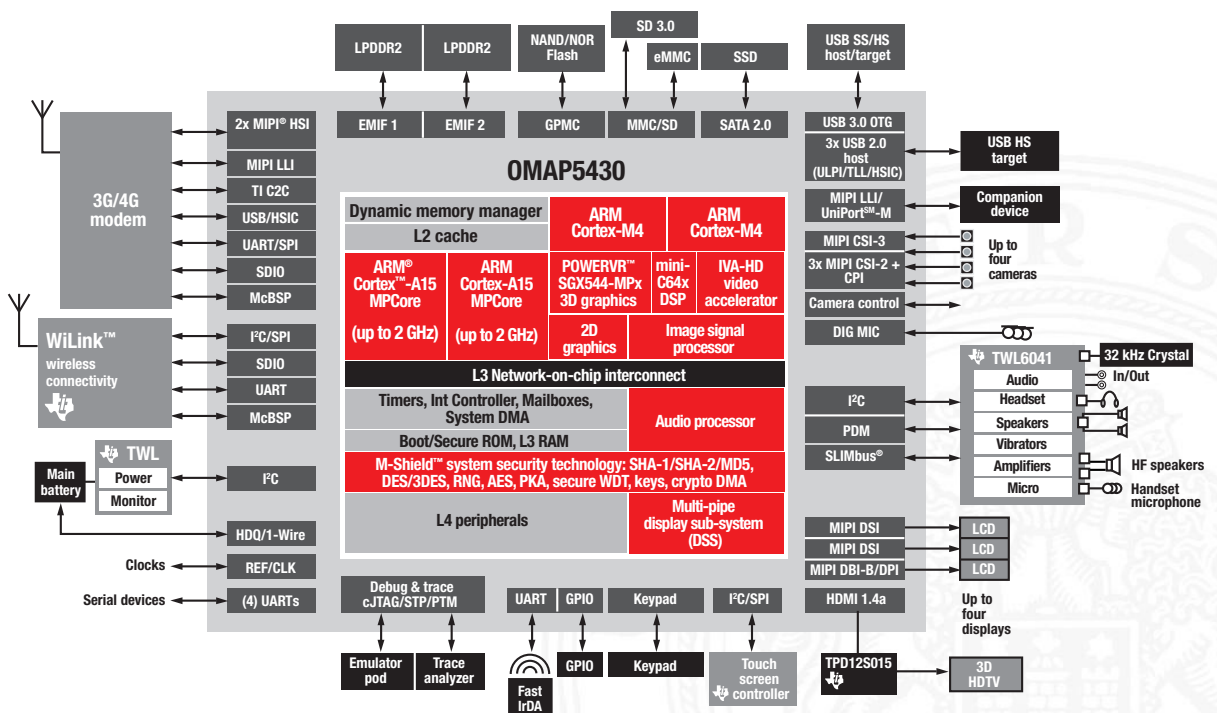 SD 3.0
LPDDR2
LPDDR2
NAND/NOR
Flash
eMMC
SSD
USB SS/HS
host/target
EMIF 1
EMIF 2
GPMC
MMC/SD
SATA 2.0
USB 3.0 OTG
3x USB 2.0
host
(ULPI/TLL/HSIC)
USB HS
target
MIPI LLI/
UniPort℠-M
Companion
device
MIPI CSI-3
3x MIPI CSI-2 +
CPI
Up to
four
cameras
Camera control
DIG MIC
3G/4G
modem
2x MIPI® HSI
MIPI LLI
TI C2C
USB/HSIC
UART/SPI
SDIO
McBSP
WiLink™
wireless
connectivity
I²C/SPI
SDIO
UART
McBSP
TWL
Power
Monitor
Main
battery
I²C
HDQ/1-Wire
Clocks
REF/CLK
Serial devices
(4) UARTs
OMAP5430
Dynamic memory manager
L2 cache
ARM
Cortex-M4
ARM
Cortex-M4
ARM®
Cortex™-A15
MPCore
(up to 2 GHz)
ARM
Cortex-A15
MPCore
(up to 2 GHz)
POWERVR™
SGX544-MPx
3D graphics
mini-
C64x
DSP
IVA-HD
video
accelerator
2D
graphics
Image signal
processor
L3 Network-on-chip interconnect
Timers, Int Controller, Mailboxes,
System DMA
Boot/Secure ROM, L3 RAM
Audio processor
M-Shield™ system security technology: SHA-1/SHA-2/MD5,
DES/3DES, RNG, AES, PKA, secure WDT, keys, crypto DMA
L4 peripherals
Multi-pipe
display sub-system
(DSS)
I²C
PDM
SLIMbus®
TWL6041
Audio
Headset
Speakers
Vibrators
Amplifiers
Micro
32 kHz Crystal
In/Out
HF speakers
Handset
microphone
MIPI DSI
LCD
MIPI DSI
LCD
MIPI DBI-B/DPI
LCD
HDMI 1.4a
Up to
four
displays
TPD12S015
3D
HDTV
Debug & trace
cJTAG/STP/PTM
UART
GPIO
Keypad
I²C/SPI
Emulator
pod
Trace
analyzer
Fast
IrDA
GPIO
Keypad
Touch
screen
controller